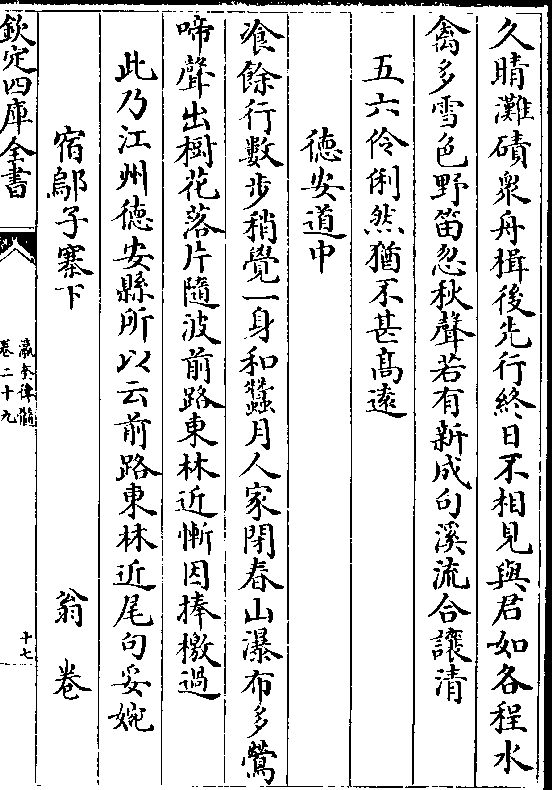 久晴灘磧衆舟楫後先行終日不相見與君如各程水
禽多雪色野笛忽秋聲若有新成句溪流合讓清
五六伶俐然猶不甚高逺
徳安道中
飡餘行數步稍覺一身和蠶月人家閉春山瀑布多鶯
啼聲出樹花落片隨波前路東林近慚因捧檄過
此乃江州徳安縣所以云前路東林近尾句妥婉
宿鄔子寨下 翁卷
欽定四庫全書
瀛奎律髓
卷二十九
十七